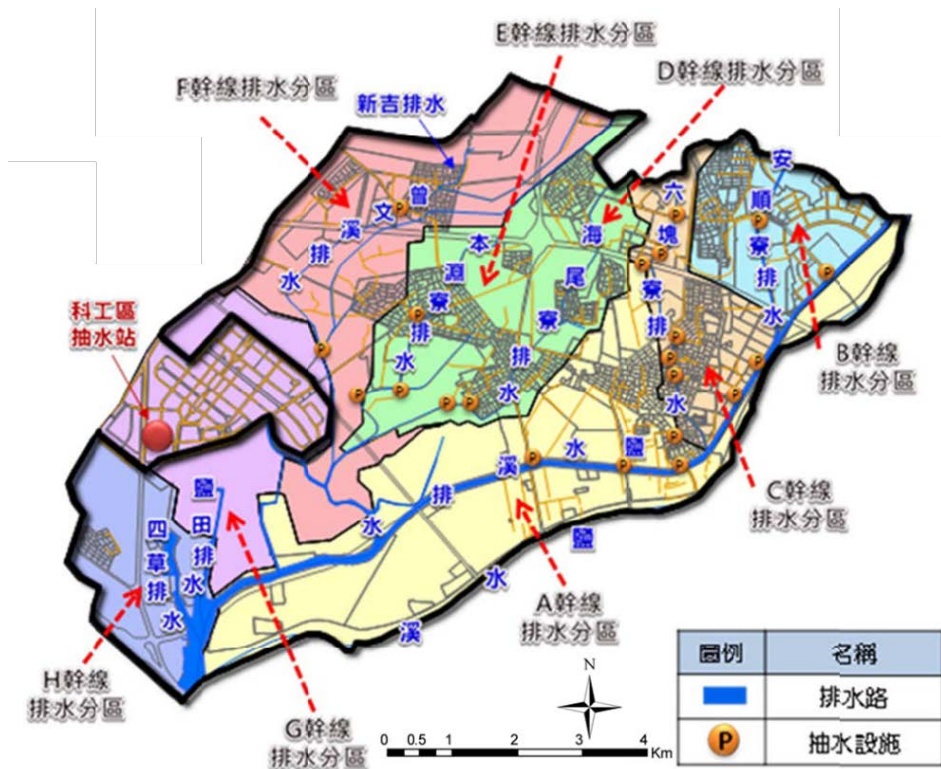 E幹線排水分區
D幹線排水分區
F幹線排水分區
新吉排水
曾文溪排水
本淵寮排水
海尾寮排水
六塊寮排水
安順寮排水
科工區
抽水站
B幹線
排水分區
C幹線
排水分區
鹽水溪排水
鹽田排水
四草排水
鹽水溪
A幹線
排水分區
H幹線
排水分區
G幹線
排水分區
N
0 0.5 1 2 3 4
Km
圖例 名稱
排水路
P 抽水設施